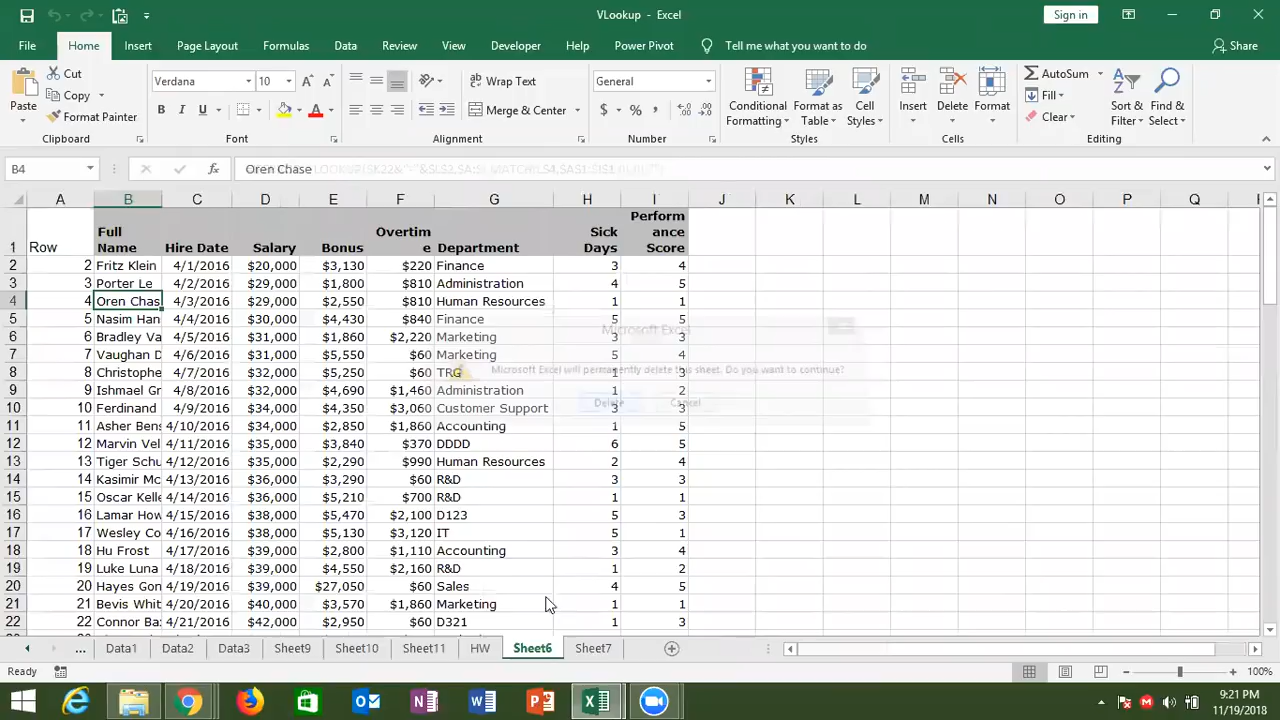 VLookup - Excel
Sign in
File Home Insert Page Layout Formulas Data Review View Developer Help Power Pivot Tell me what you want to do Share
Paste
Cut
Copy
Format Painter
Clipboard
Verdana 10
B I U
Font
Wrap Text
Merge & Center
Alignment
General
$ % ,
Number
Conditional Formatting
Format as Table
Cell Styles
Styles
Insert
Delete
Format
Cells
AutoSum
Fill
Clear
Sort & Filter
Find & Select
Editing
B4 fx Oren Chase
A B C D E F G H I J K L M N O P Q
1 Row Full Name Hire Date Salary Bonus Overtime Department Sick Days Performance Score
2 2 Fritz Klein 4/1/2016 $20,000 $3,130 $220 Finance 3 4
3 3 Porter Le 4/2/2016 $29,000 $1,800 $810 Administration 4 5
4 4 Oren Chas 4/3/2016 $29,000 $2,550 $810 Human Resources 1 1
5 5 Nasim Han 4/4/2016 $30,000 $4,430 $840 Finance 5 5
6 6 Bradley Va 4/5/2016 $31,000 $1,860 $2,220 Marketing 3 3
7 7 Vaughan D 4/6/2016 $31,000 $5,550 $60 Marketing 5 4
8 8 Christophe 4/7/2016 $32,000 $5,250 $60 TRG 1 3
9 9 Ishmael Gr 4/8/2016 $32,000 $4,690 $1,460 Administration 1 2
10 10 Ferdinand 4/9/2016 $34,000 $4,350 $3,060 Customer Support 3 3
11 11 Asher Bens 4/10/2016 $34,000 $2,850 $1,860 Accounting 1 5
12 12 Marvin Vel 4/11/2016 $35,000 $3,840 $370 DDDD 6 5
13 13 Tiger Schu 4/12/2016 $35,000 $2,290 $990 Human Resources 2 4
14 14 Kasimir Mc 4/13/2016 $36,000 $3,290 $60 R&D 3 3
15 15 Oscar Kelle 4/14/2016 $36,000 $5,210 $700 R&D 1 1
16 16 Lamar How 4/15/2016 $38,000 $5,470 $2,100 D123 5 3
17 17 Wesley Co 4/16/2016 $38,000 $5,130 $3,120 IT 5 1
18 18 Hu Frost 4/17/2016 $39,000 $2,800 $1,110 Accounting 3 4
19 19 Luke Luna 4/18/2016 $39,000 $4,550 $2,160 R&D 1 2
20 20 Hayes Gon 4/19/2016 $39,000 $27,050 $60 Sales 4 5
21 21 Bevis Whit 4/20/2016 $40,000 $3,570 $1,860 Marketing 1 1
22 22 Connor Ba 4/21/2016 $42,000 $2,950 $60 D321 1 3
Microsoft Excel
Microsoft Excel will permanently delete this sheet. Do you want to continue?
Delete Cancel
... Data1 Data2 Data3 Sheet9 Sheet10 Sheet11 HW Sheet6 Sheet7
Ready 100%
9:21 PM
11/19/2018